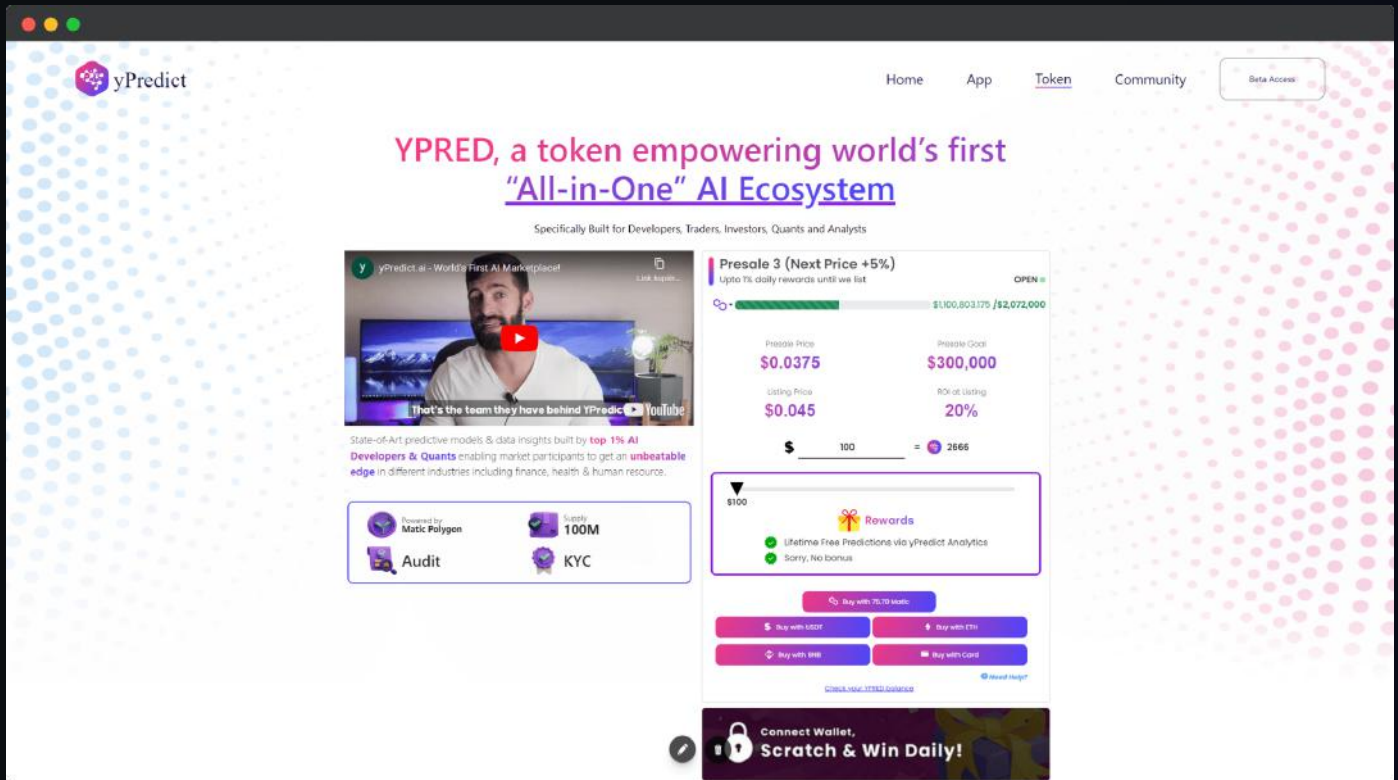 yPredict
Home
App
Token
Community
Beta Access
YPRED, a token empowering world's first
"All-in-One" AI Ecosystem
Specifically Built for Developers, Traders, Investors, Quants and Analysts
y
yPredict.ai - World's First AI Marketplace!
That's the team they have behind YPredict
YouTube
State-of-Art predictive models & data insights built by top 1% AI
Developers & Quants enabling market participants to get an unbeatable
edge in different industries including finance, health & human resource.
Powered by
Matic Polygon
Supply
100M
Audit
KYC
Presale 3 (Next Price +5%)
Upto 1% daily rewards until we list
OPEN
$1,100,803.175 /$2,072,000
Presale Price
$0.0375
Presale Goal
$300,000
Listing Price
$0.045
ROI at Listing
20%
$ 100 = 2666
$100
Rewards
Lifetime Free Predictions via yPredict Analytics
Sorry, No bonus
Buy with 75.70 Matic
Buy with USDT
Buy with ETH
Buy with BNB
Buy with Card
Need Help?
Check your YPRED balance
Connect Wallet,
Scratch & Win Daily!